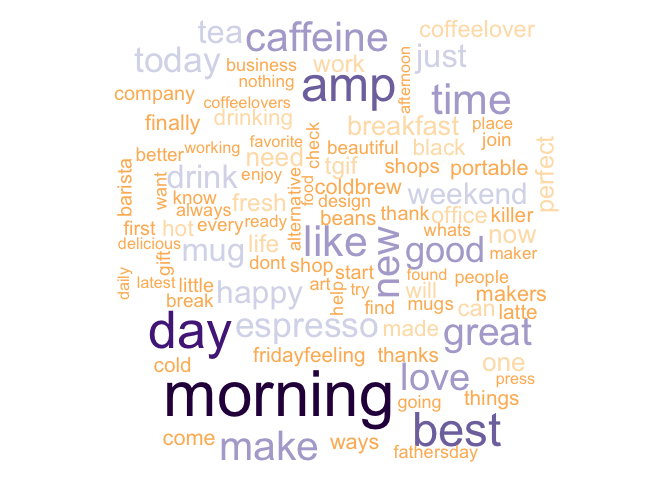 tea caffeine coffeelover
today business work just
nothing amp afternoon time
company coffeelovers
finally drinking breakfast place
working favorite check beautiful black join
better need tgif shops portable perfect
barista want drink enjoy food coldbrew weekend
know fresh alternative design
always beans thank office killer
first hot every ready like new whats now
delicious mug life good maker
gift dont shop
daily latest little art start found people
break happy help try will makers
mugs can latte
day espresso find made great
fridayfeeling thanks one
cold love press
morning going things
come make ways best
fathersday